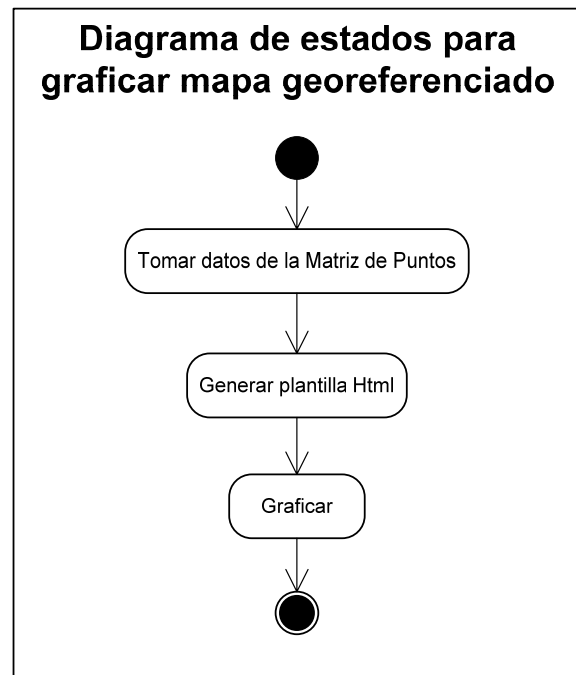 Diagrama de estados para
graficar mapa georeferenciado
Tomar datos de la Matriz de Puntos
Generar plantilla Html
Graficar